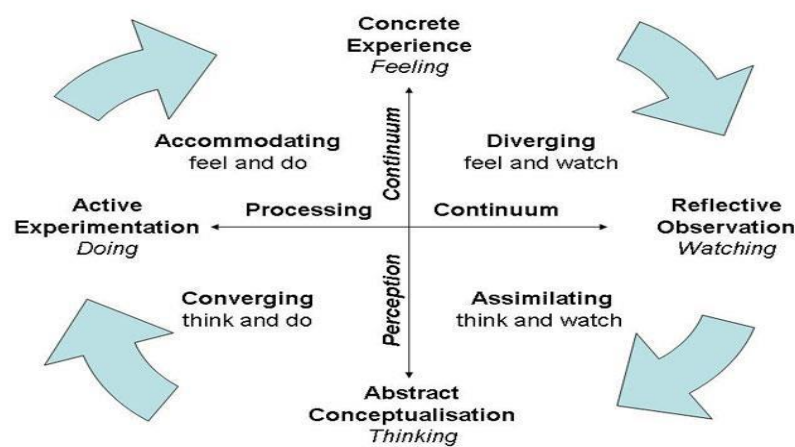 Concrete
Experience
Feeling
Accommodating
feel and do
Continuum
Diverging
feel and watch
Active
Experimentation
Doing
Processing
Continuum
Reflective
Observation
Watching
Converging
think and do
Perception
Assimilating
think and watch
Abstract
Conceptualisation
Thinking